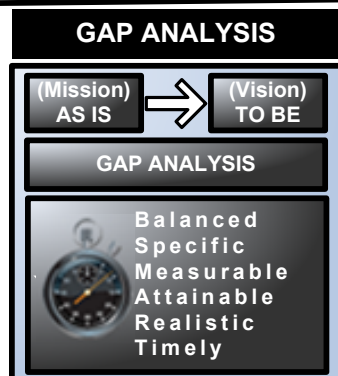 GAP ANALYSIS
(Mission)
AS IS
(Vision)
TO BE
GAP ANALYSIS
Balanced
Specific
Measurable
Attainable
Realistic
Timely